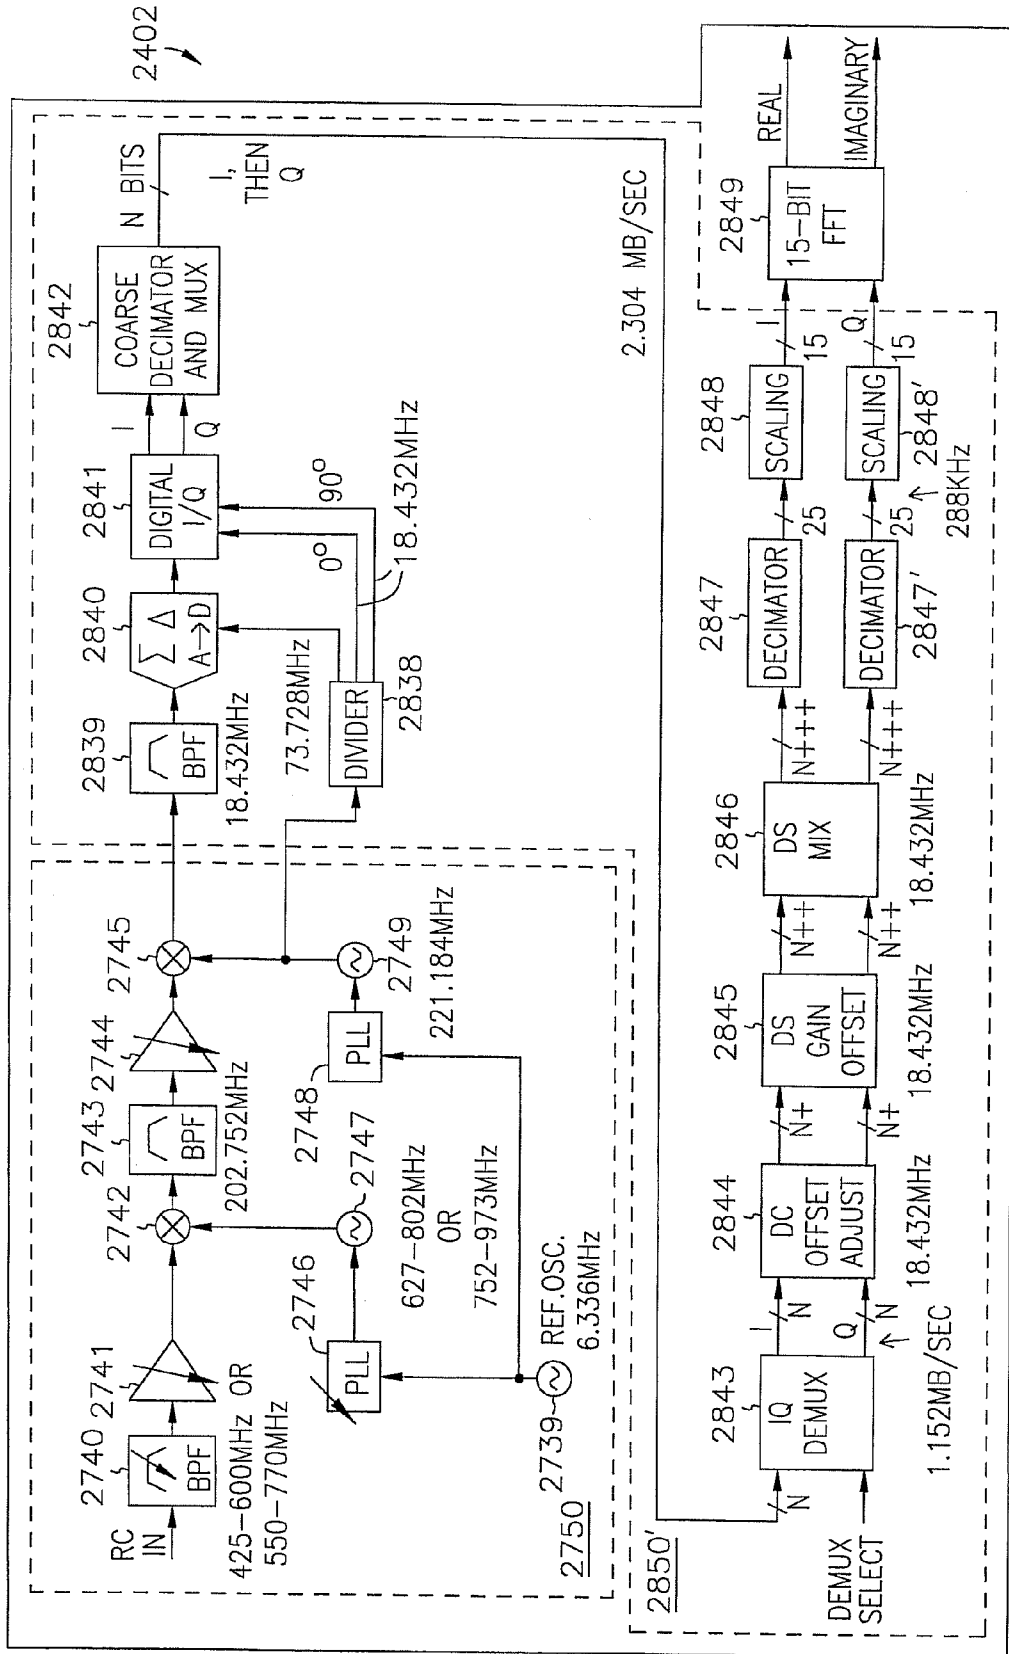 2402
RC
IN
2740
BPF
425-600MHz OR
550-770MHz
2741
2742
2743
BPF
202.752MHz
2744
2745
2746
PLL
2747
627-802MHz
OR
752-973MHz
2748
PLL
2749
221.184MHz
2739
REF.OSC.
6.336MHz
2750
2839
BPF
18.432MHz
2840
Σ Δ
A→D
2841
DIGITAL
I/Q
I
Q
2842
COARSE
DECIMATOR
AND MUX
N BITS
I,
THEN
Q
73.728MHz
DIVIDER
2838
0°
90°
18.432MHz
2.304 MB/SEC
2850'
N
DEMUX
SELECT
2843
IQ
DEMUX
I
N
Q
N
1.152MB/SEC
2844
DC
OFFSET
ADJUST
18.432MHz
N+
N+
2845
DS
GAIN
OFFSET
18.432MHz
N++
N++
2846
DS
MIX
18.432MHz
N+++
N+++
2847
DECIMATOR
DECIMATOR
2847'
25
25
288KHz
2848
SCALING
SCALING
2848'
I
15
Q
15
2849
15-BIT
FFT
REAL
IMAGINARY